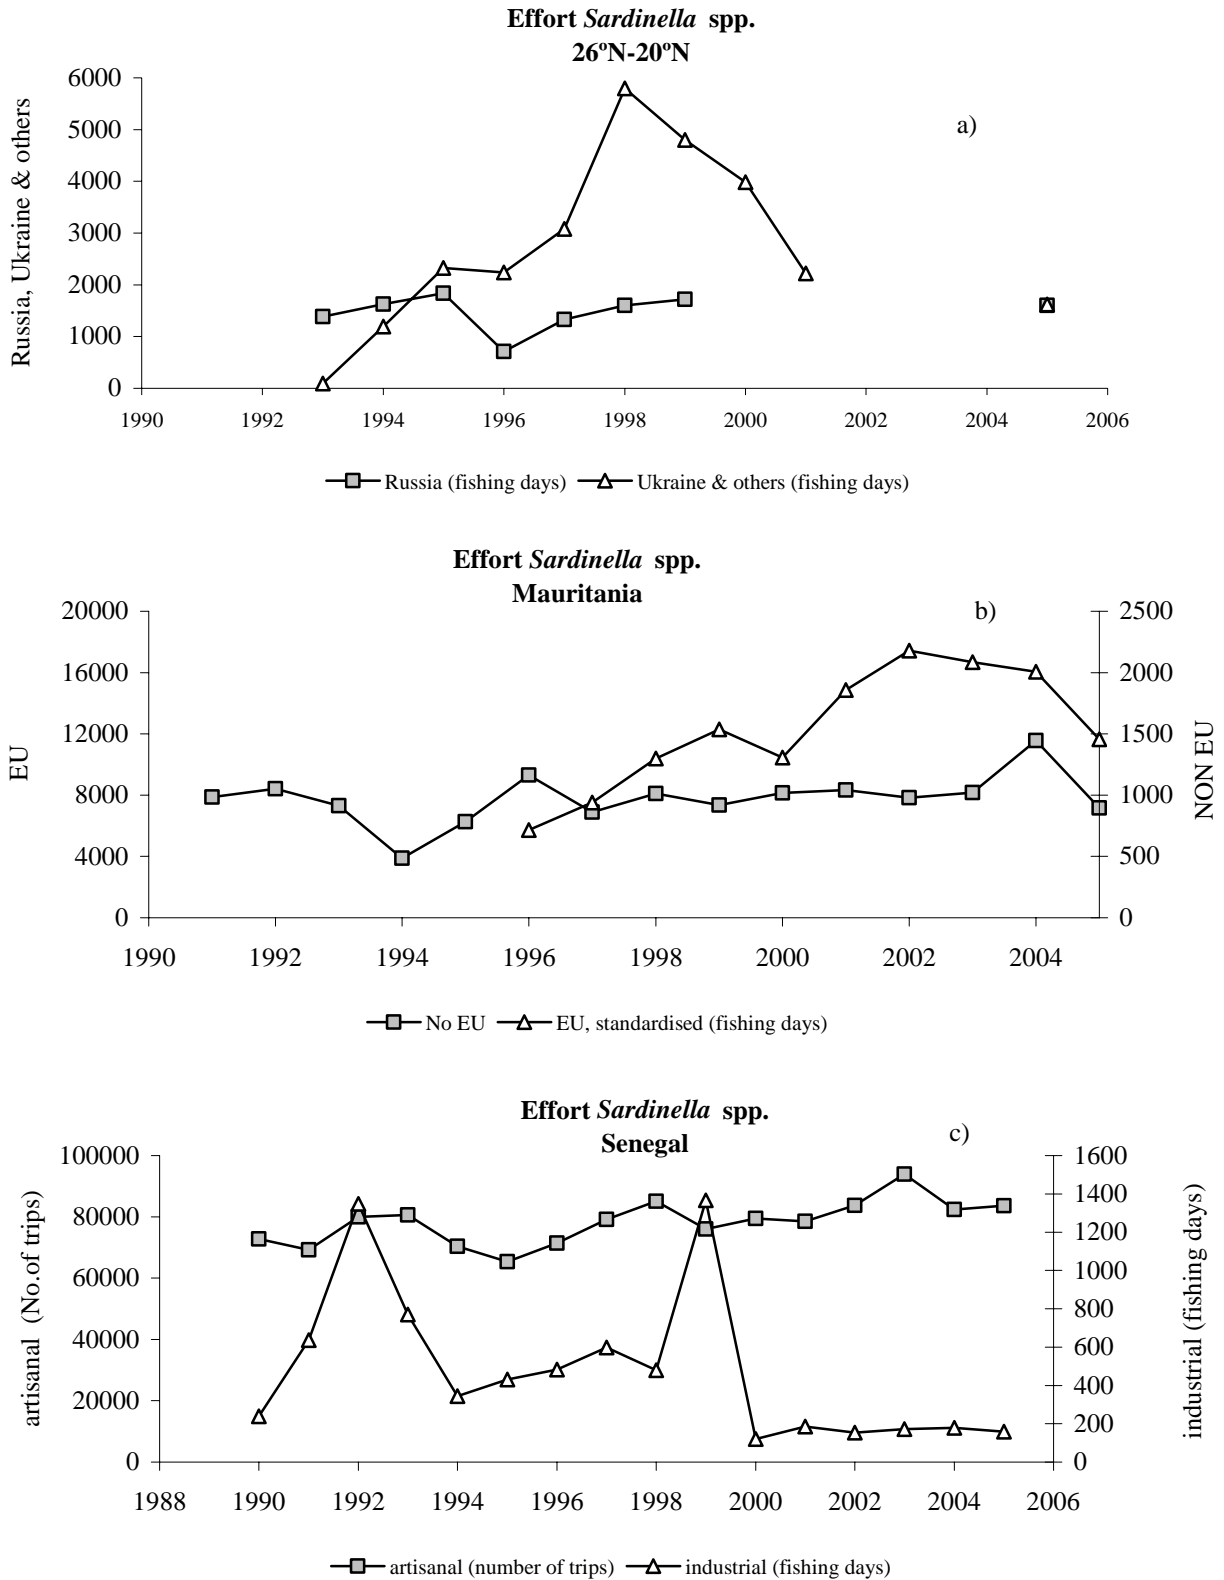 Effort Sardinella spp.
26ºN-20ºN
a)
Russia, Ukraine & others
6000
5000
4000
3000
2000
1000
0
1990 1992 1994 1996 1998 2000 2002 2004 2006
Russia (fishing days) Ukraine & others (fishing days)
Effort Sardinella spp.
Mauritania
b)
EU
20000
16000
12000
8000
4000
0
2500
2000
1500
1000
500
0
NON EU
1990 1992 1994 1996 1998 2000 2002 2004
No EU EU, standardised (fishing days)
Effort Sardinella spp.
Senegal
c)
artisanal (No.of trips)
100000
80000
60000
40000
20000
0
1600
1400
1200
1000
800
600
400
200
0
industrial (fishing days)
1988 1990 1992 1994 1996 1998 2000 2002 2004 2006
artisanal (number of trips) industrial (fishing days)